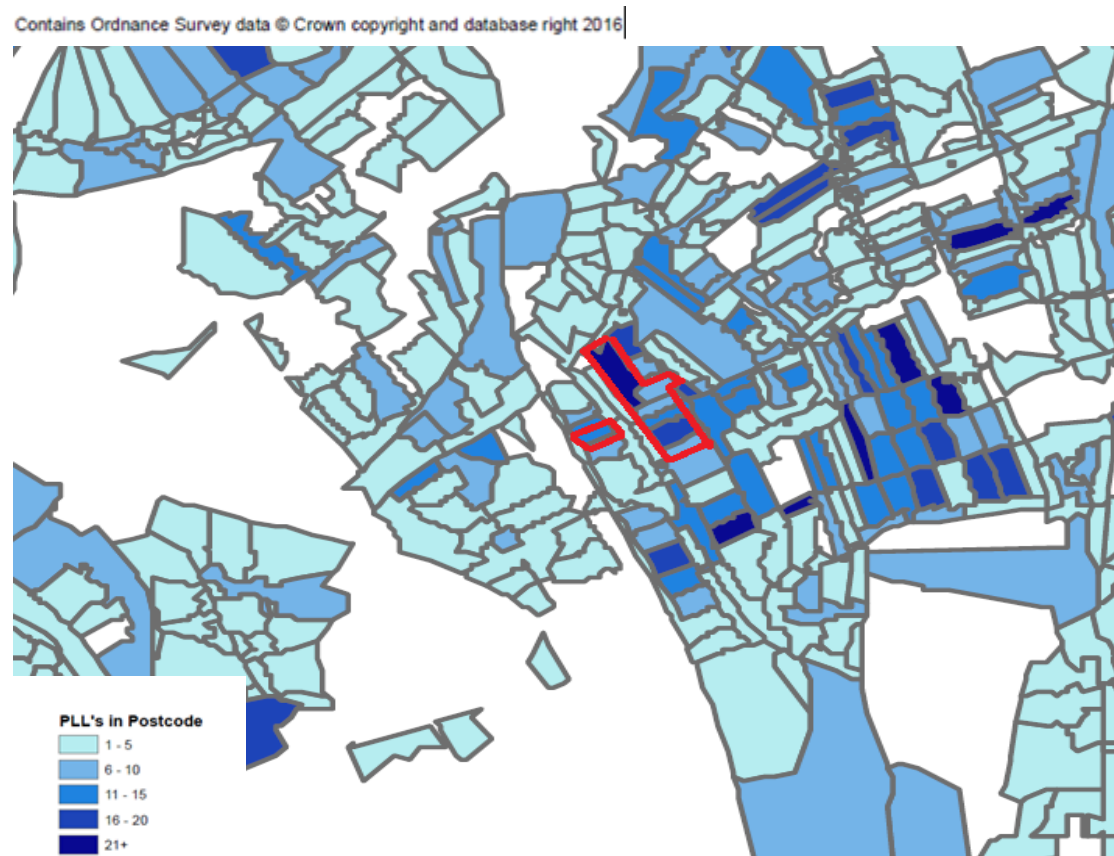 Contains Ordnance Survey data © Crown copyright and database right 2016
PLL's in Postcode
1 - 5
6 - 10
11 - 15
16 - 20
21+